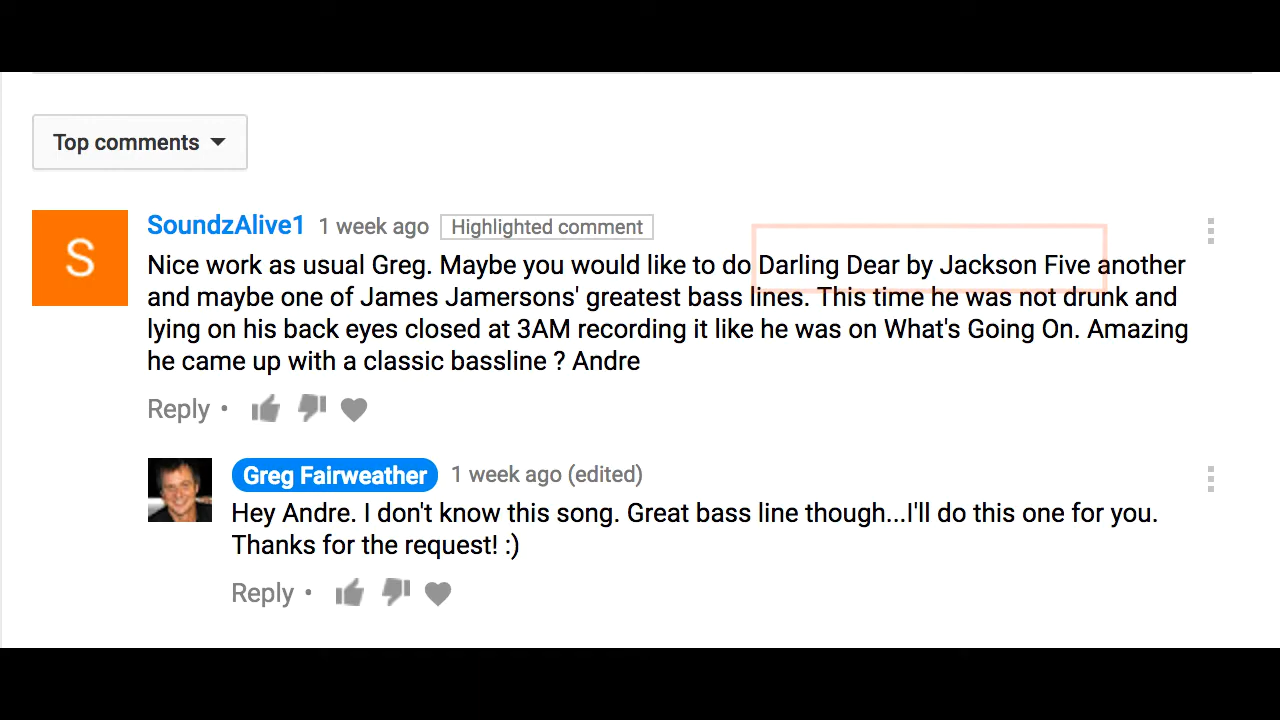 Top comments
S
SoundzAlive1 1 week ago Highlighted comment
Nice work as usual Greg. Maybe you would like to do Darling Dear by Jackson Five another
and maybe one of James Jamersons' greatest bass lines. This time he was not drunk and
lying on his back eyes closed at 3AM recording it like he was on What's Going On. Amazing
he came up with a classic bassline ? Andre
Reply •
Greg Fairweather 1 week ago (edited)
Hey Andre. I don't know this song. Great bass line though...I'll do this one for you.
Thanks for the request! :)
Reply •